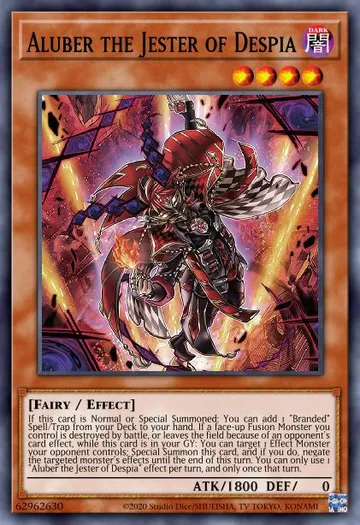 Aluber the Jester of Despia
DARK
闇
[Fairy / Effect]
If this card is Normal or Special Summoned: You can add 1 "Branded"
Spell/Trap from your Deck to your hand. If a face-up Fusion Monster you
control is destroyed by battle, or leaves the field because of an opponent's
card effect, while this card is in your GY: You can target 1 Effect Monster
your opponent controls; Special Summon this card, and if you do, negate
the targeted monster's effects until the end of this turn. You can only use 1
"Aluber the Jester of Despia" effect per turn, and only once that turn.
ATK/1800 DEF/ 0
62962630
©2020 Studio Dice/SHUEISHA, TV TOKYO, KONAMI